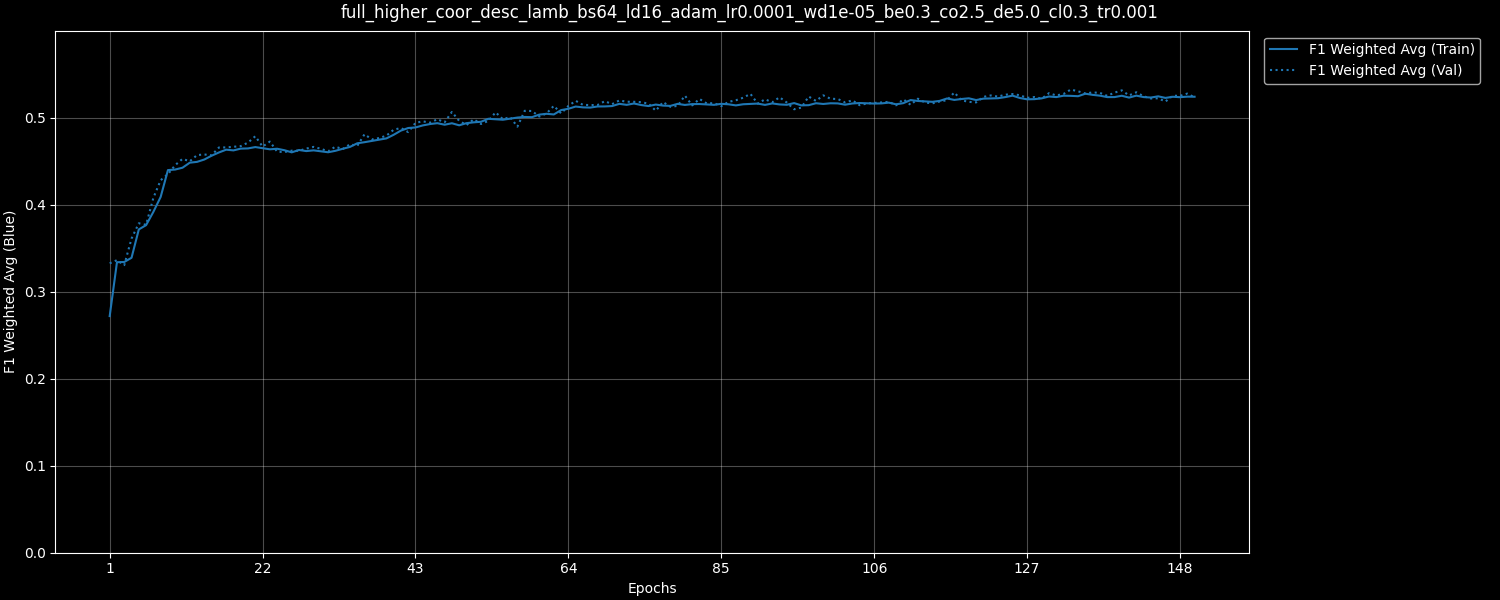 full_higher_coor_desc_lamb_bs64_ld16_adam_lr0.0001_wd1e-05_be0.3_co2.5_de5.0_cl0.3_tr0.001
F1 Weighted Avg (Train)
F1 Weighted Avg (Val)
F1 Weighted Avg (Blue)
0.5
0.4
0.3
0.2
0.1
0.0
1 22 43 64 85 106 127 148
Epochs